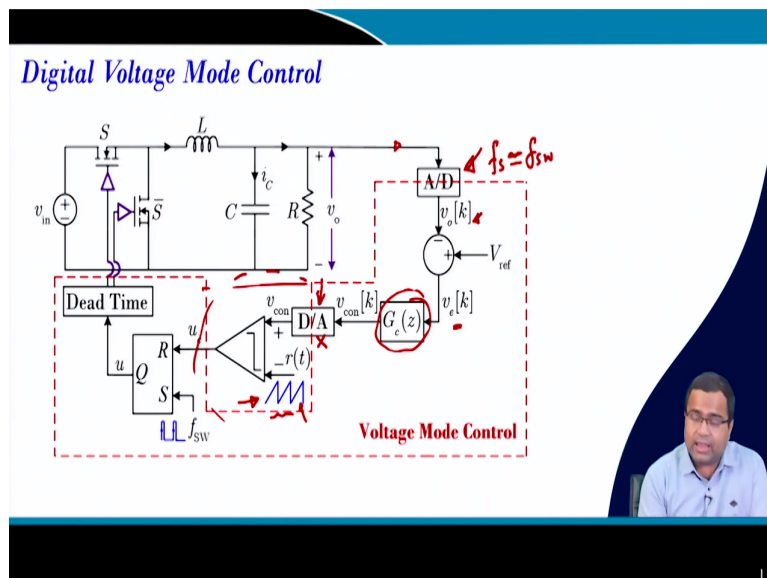 Digital Voltage Mode Control
S
L
v_in
S̅
i_C
C
R
+
v_o
−
A/D
f_s ≃ f_sw
v_o[k]
−
+
V_ref
v_e[k]
G_c(z)
v_con[k]
D/A
v_con
+
−
r(t)
u
R
S
Q
u
Dead Time
f_SW
Voltage Mode Control